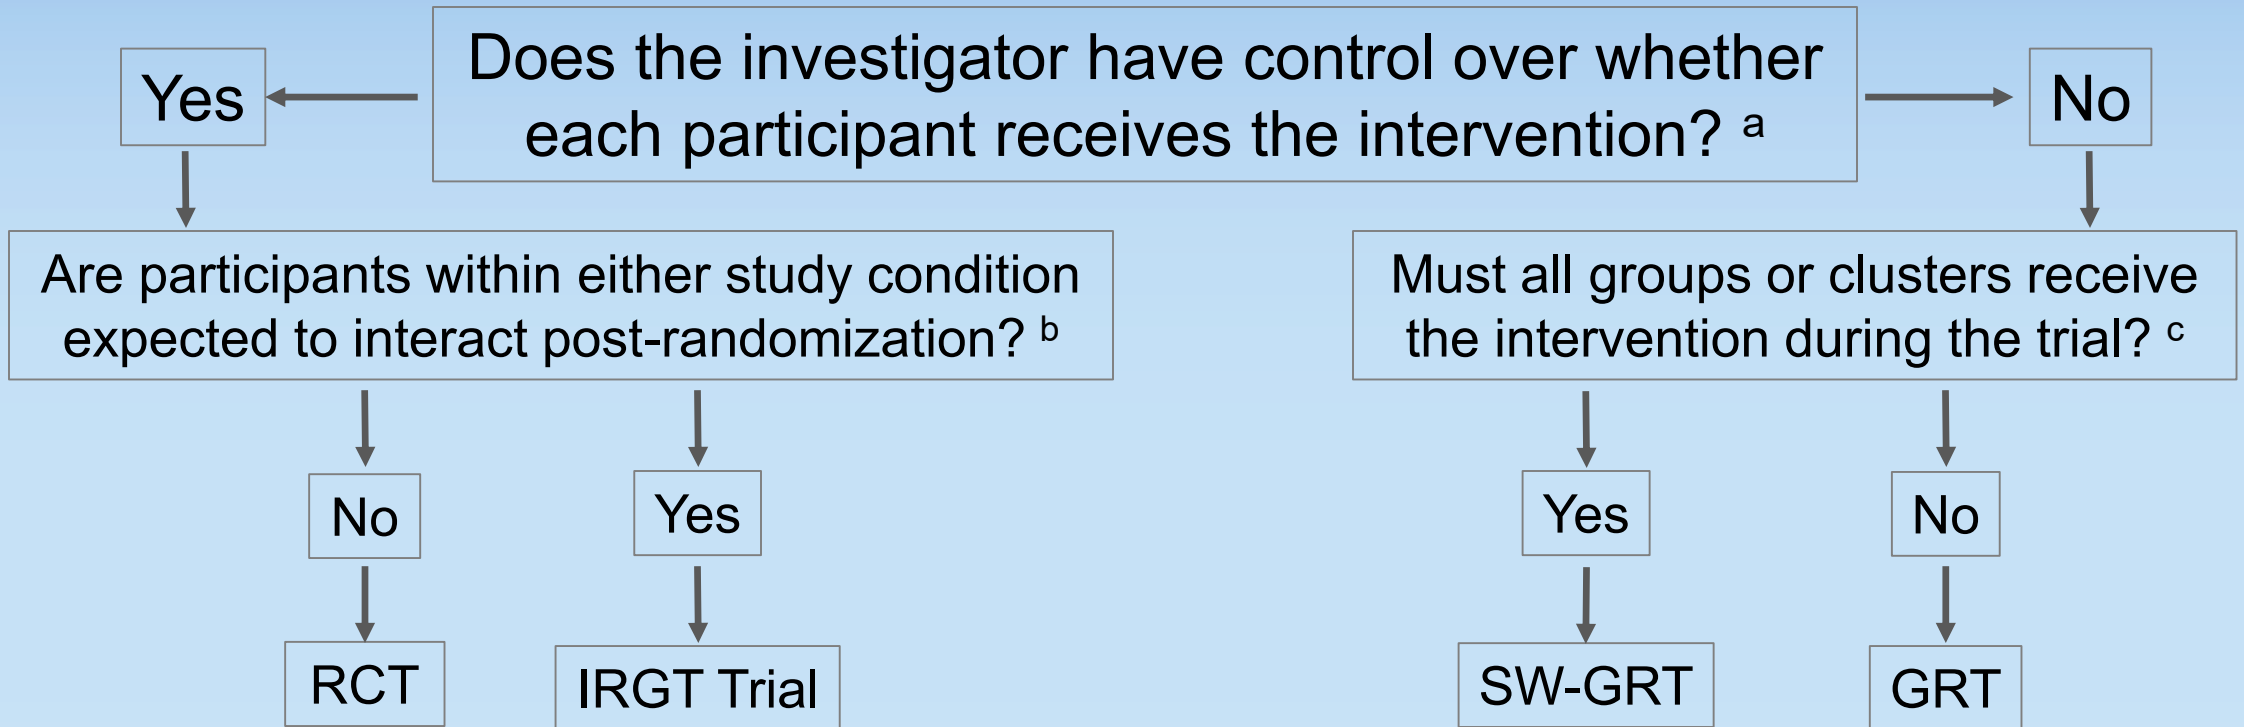 Does the investigator have control over whether
each participant receives the intervention? a
Yes
No
Are participants within either study condition
expected to interact post-randomization? b
Must all groups or clusters receive
the intervention during the trial? c
No
Yes
Yes
No
RCT
IRGT Trial
SW-GRT
GRT